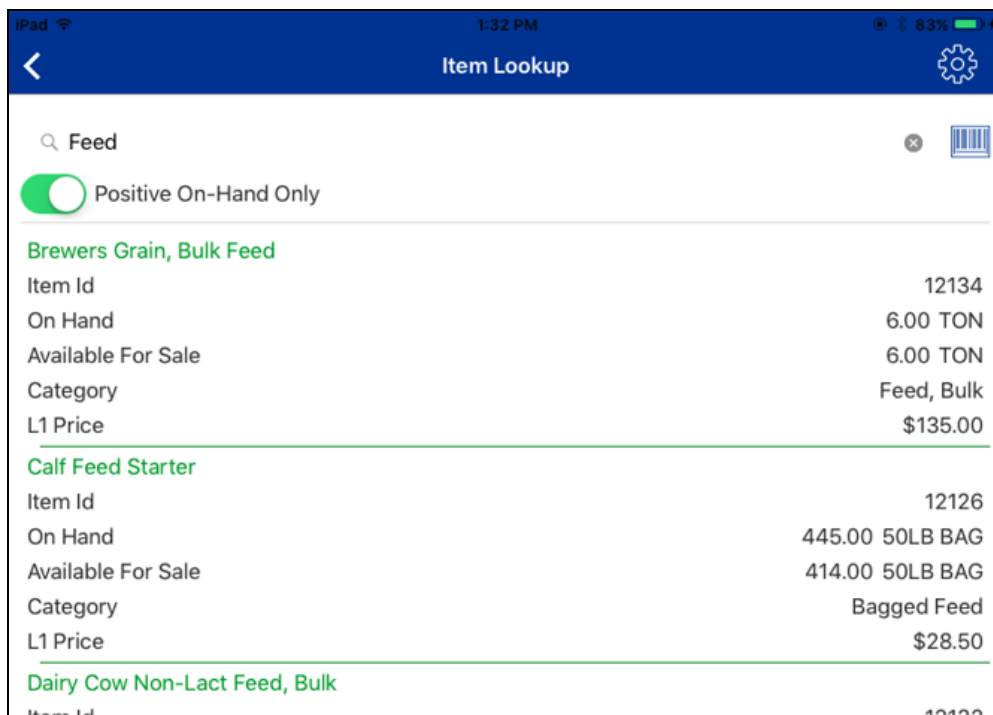 iPad 1:32 PM 83%
Item Lookup
Feed
Positive On-Hand Only
Brewers Grain, Bulk Feed
Item Id 12134
On Hand 6.00 TON
Available For Sale 6.00 TON
Category Feed, Bulk
L1 Price $135.00
Calf Feed Starter
Item Id 12126
On Hand 445.00 50LB BAG
Available For Sale 414.00 50LB BAG
Category Bagged Feed
L1 Price $28.50
Dairy Cow Non-Lact Feed, Bulk
Item Id